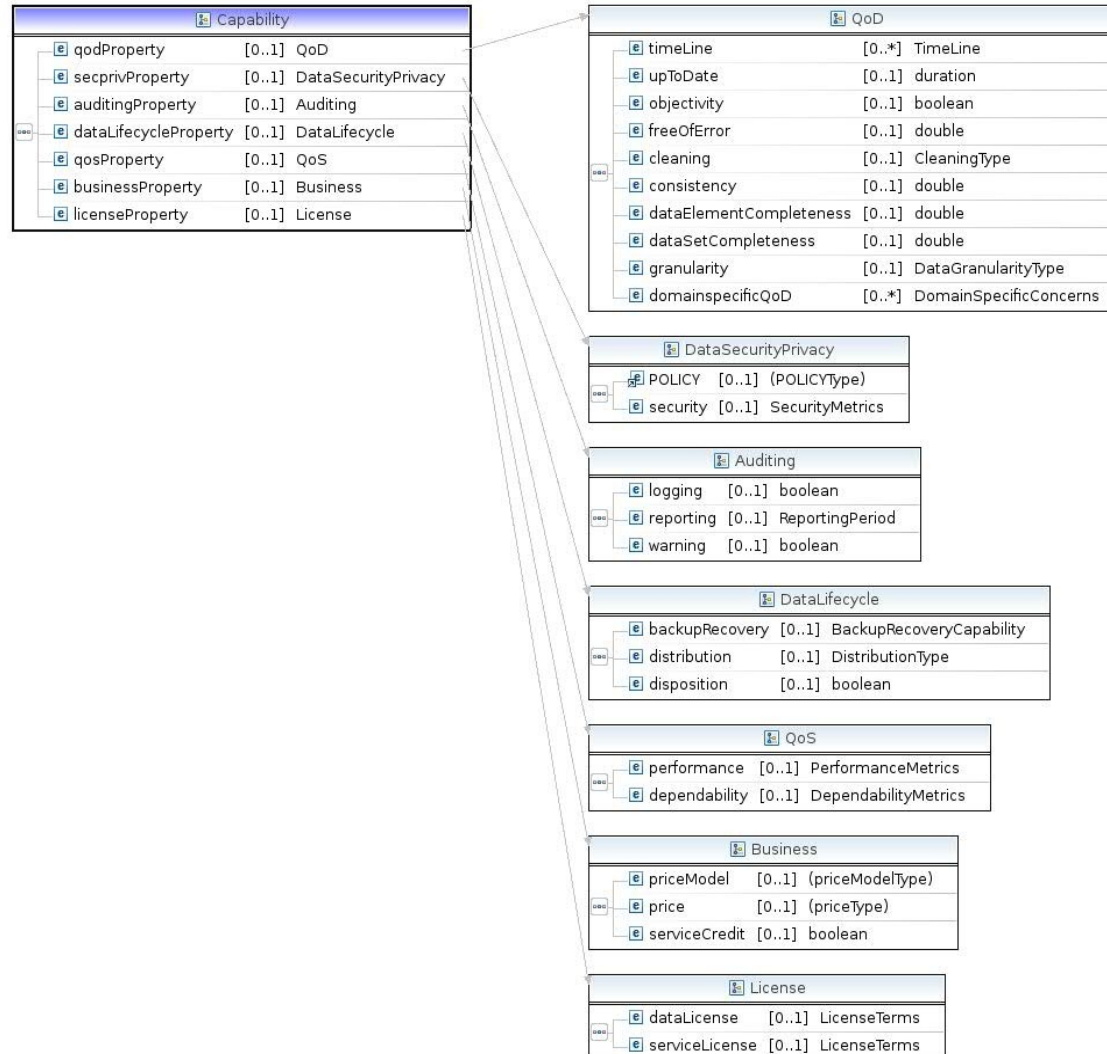 Capability
qodProperty [0..1] QoD
secprivProperty [0..1] DataSecurityPrivacy
auditingProperty [0..1] Auditing
dataLifecycleProperty [0..1] DataLifecycle
qosProperty [0..1] QoS
businessProperty [0..1] Business
licenseProperty [0..1] License
QoD
timeLine [0..*] TimeLine
upToDate [0..1] duration
objectivity [0..1] boolean
freeOfError [0..1] double
cleaning [0..1] CleaningType
consistency [0..1] double
dataElementCompleteness [0..1] double
dataSetCompleteness [0..1] double
granularity [0..1] DataGranularityType
domainspecificQoD [0..*] DomainSpecificConcerns
DataSecurityPrivacy
POLICY [0..1] (POLICYType)
security [0..1] SecurityMetrics
Auditing
logging [0..1] boolean
reporting [0..1] ReportingPeriod
warning [0..1] boolean
DataLifecycle
backupRecovery [0..1] BackupRecoveryCapability
distribution [0..1] DistributionType
disposition [0..1] boolean
QoS
performance [0..1] PerformanceMetrics
dependability [0..1] DependabilityMetrics
Business
priceModel [0..1] (priceModelType)
price [0..1] (priceType)
serviceCredit [0..1] boolean
License
dataLicense [0..1] LicenseTerms
serviceLicense [0..1] LicenseTerms